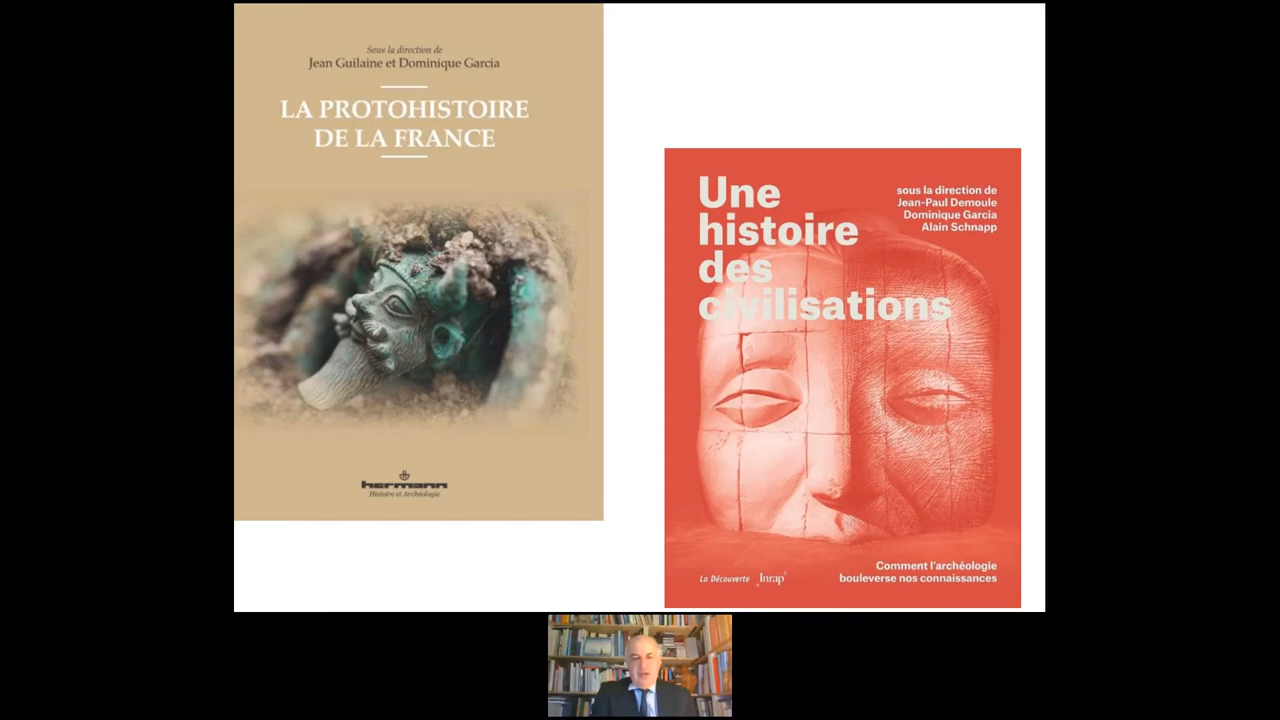 Sous la direction de
Jean Guilaine et Dominique Garcia
LA PROTOHISTOIRE
DE LA FRANCE
hermann
Histoire et Archéologie
Une
histoire
des
civilisations
sous la direction de
Jean-Paul Demoule
Dominique Garcia
Alain Schnapp
Comment l'archéologie
bouleverse nos connaissances
La Découverte
Inrap